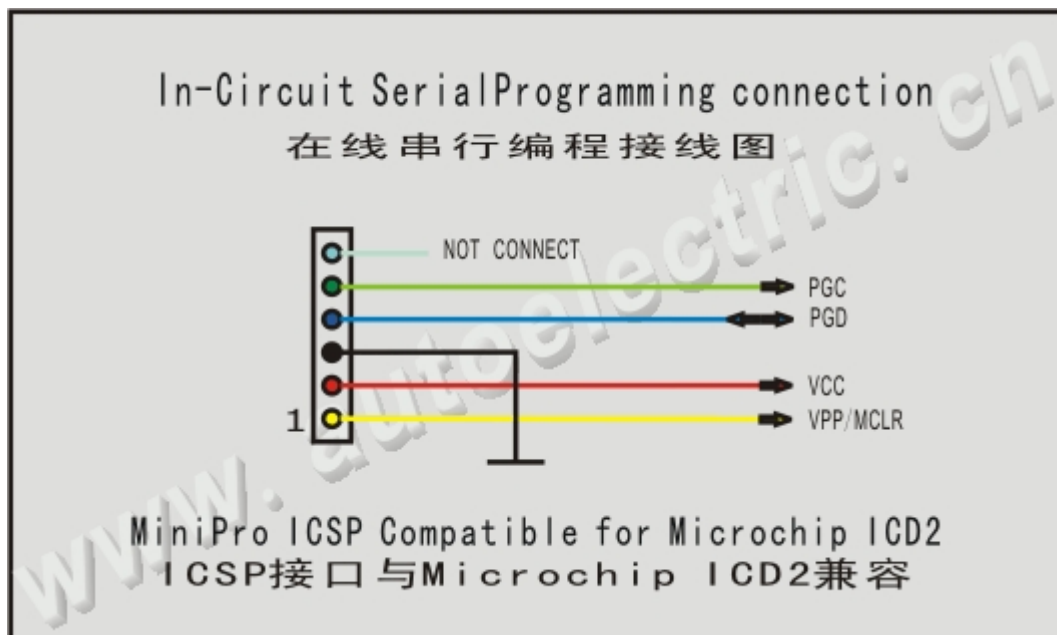 In-Circuit SerialProgramming connection
在线串行编程接线图
NOT CONNECT
PGC
PGD
VCC
1
VPP/MCLR
MiniPro ICSP Compatible for Microchip ICD2
ICSP接口与Microchip ICD2兼容
www.autoelectric.cn